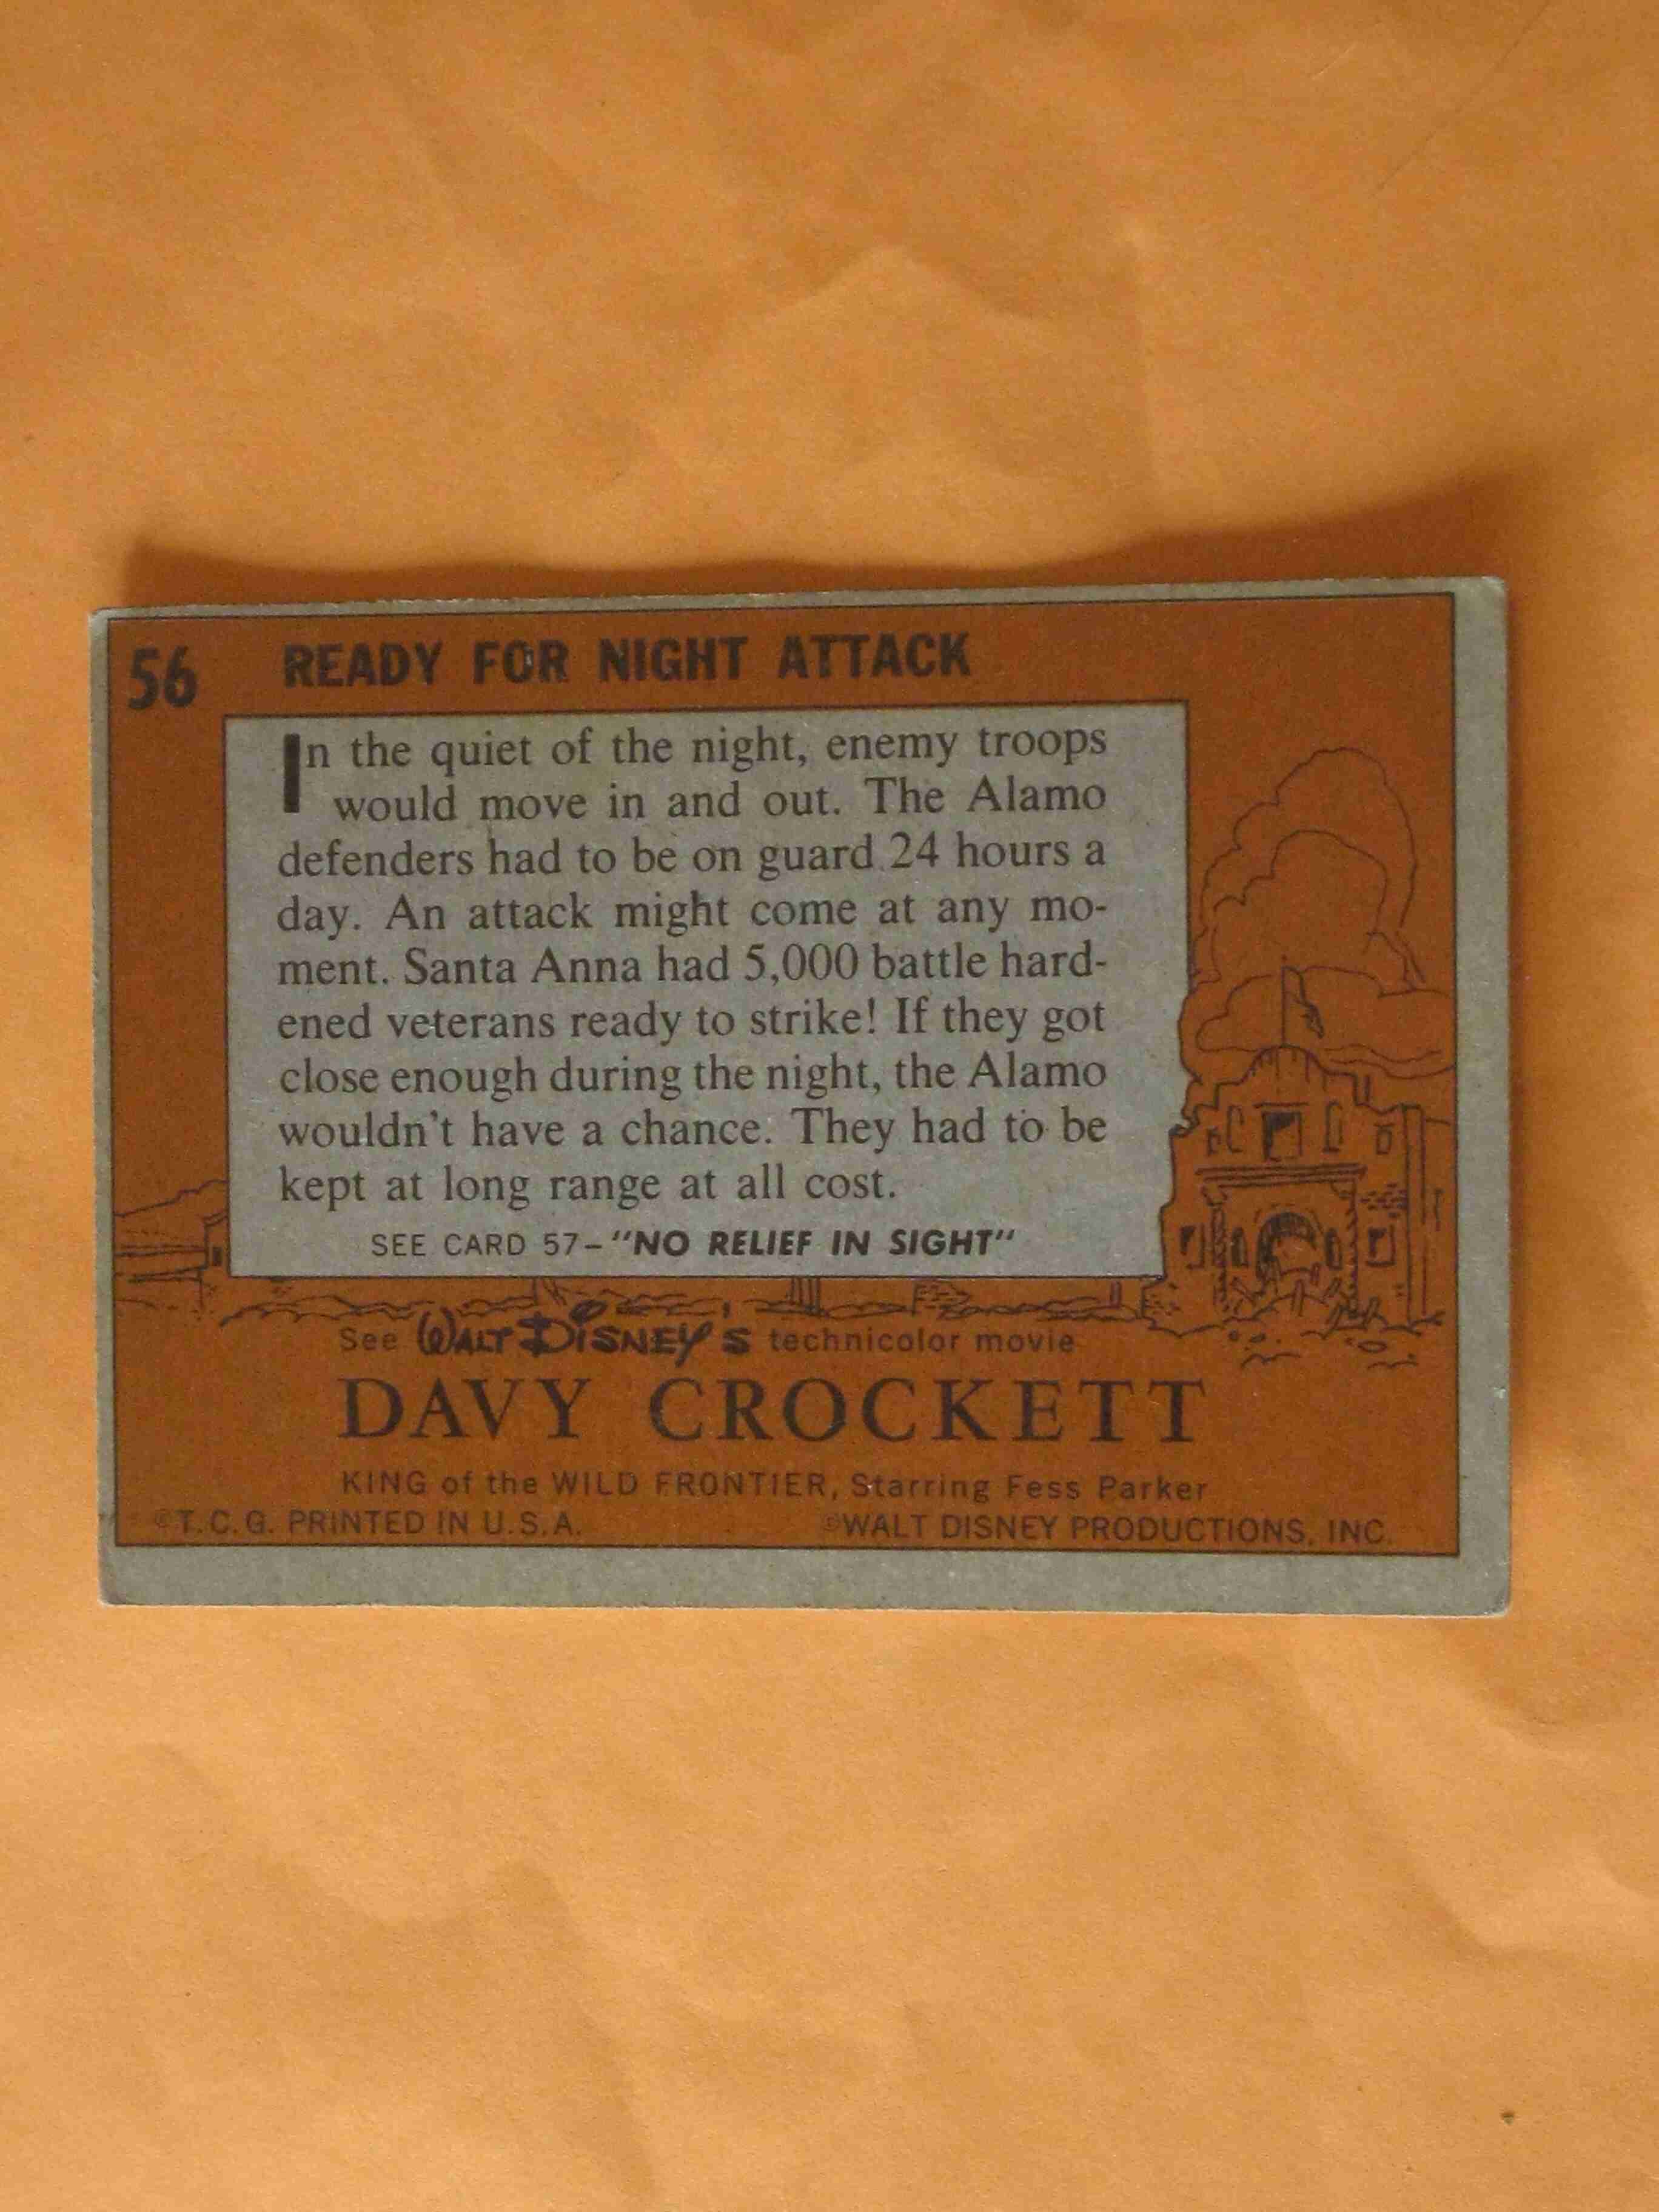 56 READY FOR NIGHT ATTACK
In the quiet of the night, enemy troops
would move in and out. The Alamo
defenders had to be on guard 24 hours a
day. An attack might come at any mo-
ment. Santa Anna had 5,000 battle hard-
ened veterans ready to strike! If they got
close enough during the night, the Alamo
wouldn't have a chance. They had to be
kept at long range at all cost.
SEE CARD 57–"NO RELIEF IN SIGHT"
See WALT DISNEY'S technicolor movie
DAVY CROCKETT
KING of the WILD FRONTIER, Starring Fess Parker
©T.C.G. PRINTED IN U.S.A. ©WALT DISNEY PRODUCTIONS, INC.